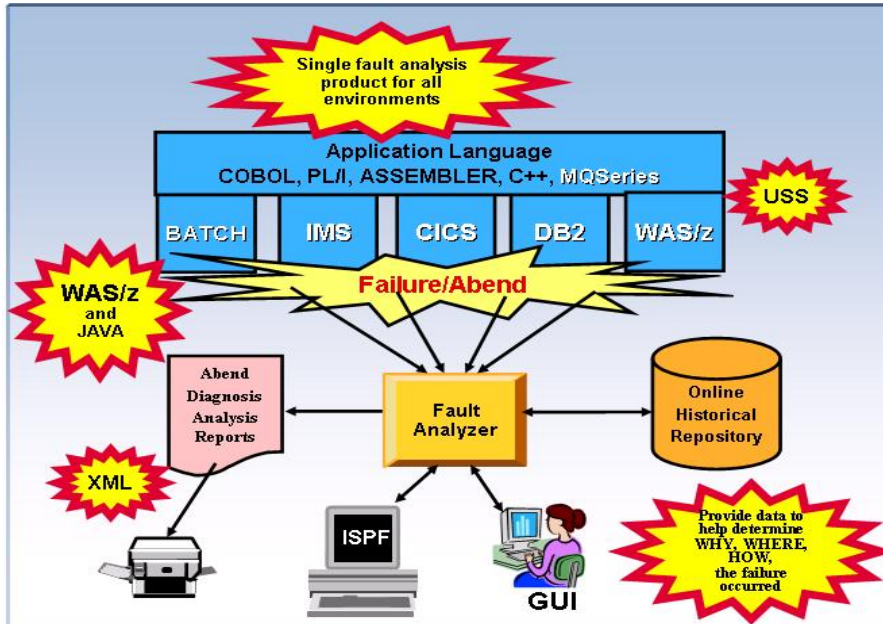 Single fault analysis
product for all
environments
Application Language
COBOL, PL/I, ASSEMBLER, C++, MQSeries
USS
BATCH
IMS
CICS
DB2
WAS/z
Failure/Abend
WAS/z
and
JAVA
Abend
Diagnosis
Analysis
Reports
Fault
Analyzer
Online
Historical
Repository
XML
ISPF
GUI
Provide data to
help determine
WHY, WHERE,
HOW,
the failure
occurred